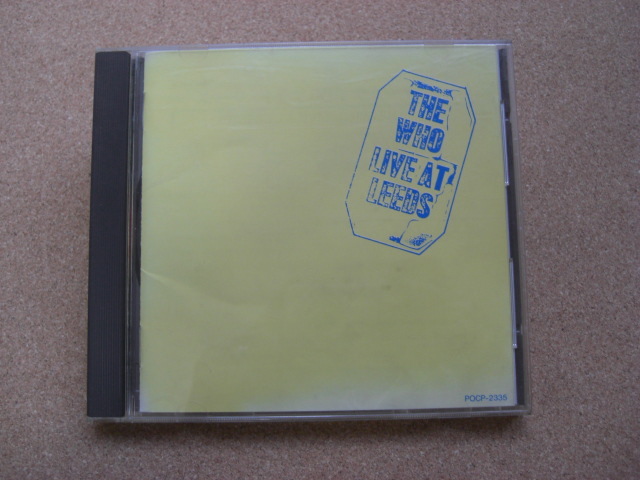 THE
WHO
LIVE AT
LEEDS
POCP-2335